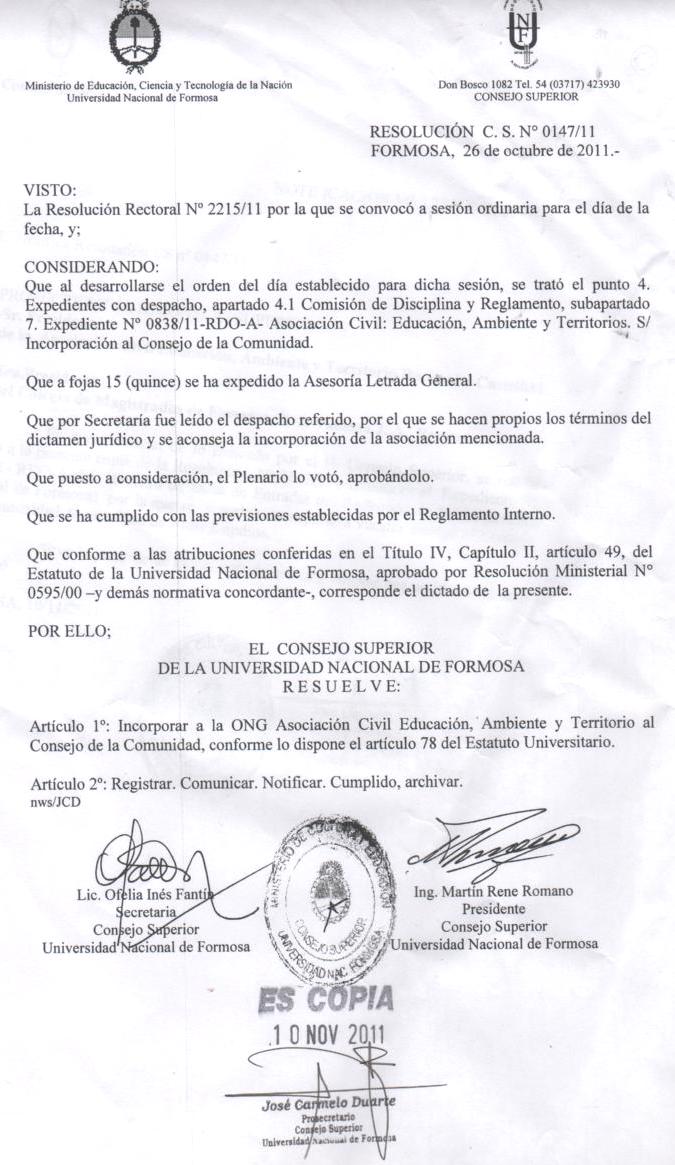 UNF
Ministerio de Educación, Ciencia y Tecnología de la Nación
Universidad Nacional de Formosa
Don Bosco 1082 Tel. 54 (03717) 423930
CONSEJO SUPERIOR
RESOLUCIÓN C. S. N° 0147/11
FORMOSA, 26 de octubre de 2011.-
VISTO:
La Resolución Rectoral Nº 2215/11 por la que se convocó a sesión ordinaria para el día de la
fecha, y;
CONSIDERANDO:
Que al desarrollarse el orden del día establecido para dicha sesión, se trató el punto 4.
Expedientes con despacho, apartado 4.1 Comisión de Disciplina y Reglamento, subapartado
7. Expediente Nº 0838/11-RDO-A- Asociación Civil: Educación, Ambiente y Territorios. S/
Incorporación al Consejo de la Comunidad.
Que a fojas 15 (quince) se ha expedido la Asesoría Letrada General.
Que por Secretaría fue leído el despacho referido, por el que se hacen propios los términos del
dictamen jurídico y se aconseja la incorporación de la asociación mencionada.
Que puesto a consideración, el Plenario lo votó, aprobándolo.
Que se ha cumplido con las previsiones establecidas por el Reglamento Interno.
Que conforme a las atribuciones conferidas en el Título IV, Capítulo II, artículo 49, del
Estatuto de la Universidad Nacional de Formosa, aprobado por Resolución Ministerial N°
0595/00 –y demás normativa concordante-, corresponde el dictado de la presente.
POR ELLO;
EL CONSEJO SUPERIOR
DE LA UNIVERSIDAD NACIONAL DE FORMOSA
R E S U E L V E:
Artículo 1º: Incorporar a la ONG Asociación Civil Educación, Ambiente y Territorio al
Consejo de la Comunidad, conforme lo dispone el artículo 78 del Estatuto Universitario.
Artículo 2º: Registrar. Comunicar. Notificar. Cumplido, archivar.
nws/JCD
Lic. Ofelia Inés Fantín
Secretaria
Consejo Superior
Universidad Nacional de Formosa
MINISTERIO DE CULTURA Y EDUCACION
CONSEJO SUPERIOR
UNIVERSIDAD NAC. FORMOSA
Ing. Martín Rene Romano
Presidente
Consejo Superior
Universidad Nacional de Formosa
ES COPIA
10 NOV 2011
José Carmelo Duarte
Prosecretario
Consejo Superior
Universidad Nacional de Formosa